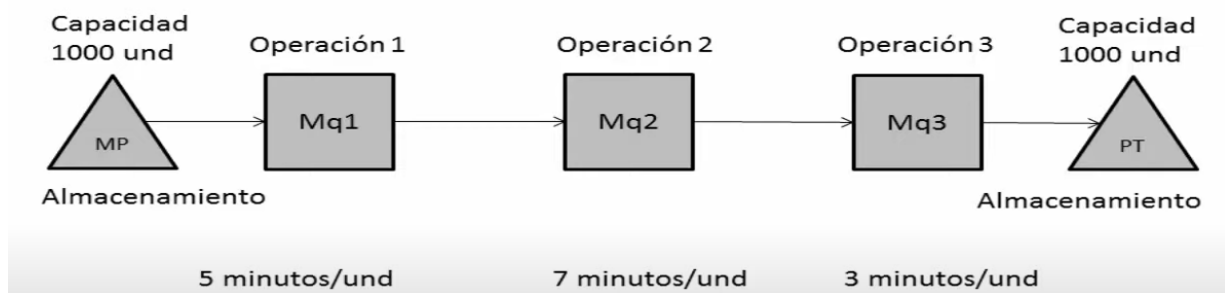 Capacidad
1000 und
Operación 1
Operación 2
Operación 3
Capacidad
1000 und
MP
Mq1
Mq2
Mq3
PT
Almacenamiento
Almacenamiento
5 minutos/und
7 minutos/und
3 minutos/und